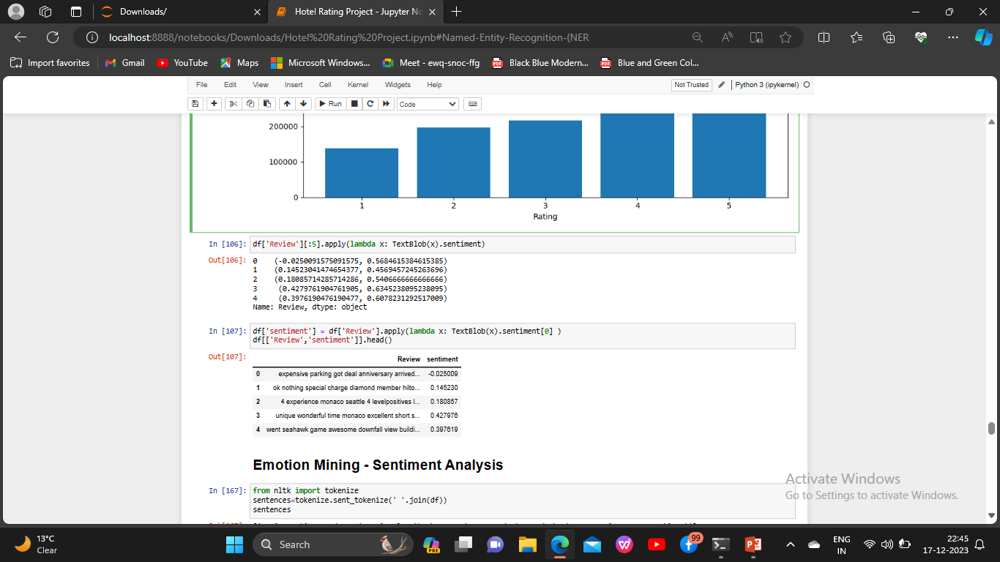 Downloads/
Hotel Rating Project - Jupyter No
localhost:8888/notebooks/Downloads/Hotel%20Rating%20Project.ipynb#Named-Entity-Recognition-(NER
Import favorites
Gmail
YouTube
Maps
Microsoft Windows...
Meet - ewq-snoc-ffg
Black Blue Modern...
Blue and Green Col...
File Edit View Insert Cell Kernel Widgets Help
Not Trusted
Python 3 (ipykernel)
Run
Code
200000
100000
0
1 2 3 4 5
Rating
In [106]: df['Review'][:5].apply(lambda x: TextBlob(x).sentiment)
Out[106]: 0 (-0.0250091575091575, 0.5684615384615385)
1 (0.14523041474654377, 0.4569457245263696)
2 (0.18085714285714286, 0.5406666666666666)
3 (0.4279761904761905, 0.6345238095238095)
4 (0.3976190476190477, 0.6078231292517009)
Name: Review, dtype: object
In [107]: df['sentiment'] = df['Review'].apply(lambda x: TextBlob(x).sentiment[0] )
df[['Review','sentiment']].head()
Out[107]:
Review sentiment
0 expensive parking got deal anniversary arrived... -0.025009
1 ok nothing special charge diamond member hilto... 0.145230
2 4 experience monaco seattle 4 levelpositives l... 0.180857
3 unique wonderful time monaco excellent short s... 0.427976
4 went seahawk game awesome downfall view buildi... 0.397619
Emotion Mining - Sentiment Analysis
In [167]: from nltk import tokenize
sentences=tokenize.sent_tokenize(' '.join(df))
sentences
Activate Windows
Go to Settings to activate Windows.
13°C
Clear
Search
PRE
99
ENG
IN
22:45
17-12-2023